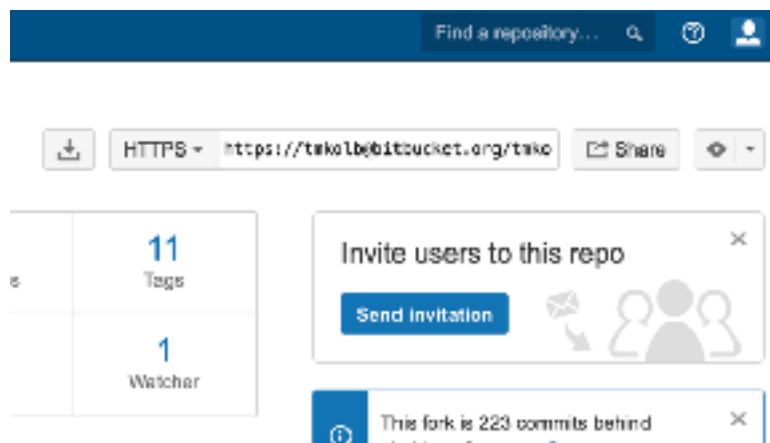 Find a repository...
HTTPS https://tmkolb@bitbucket.org/tmko Share
11
Tags
1
Watcher
Invite users to this repo
Send invitation
This fork is 223 commits behind